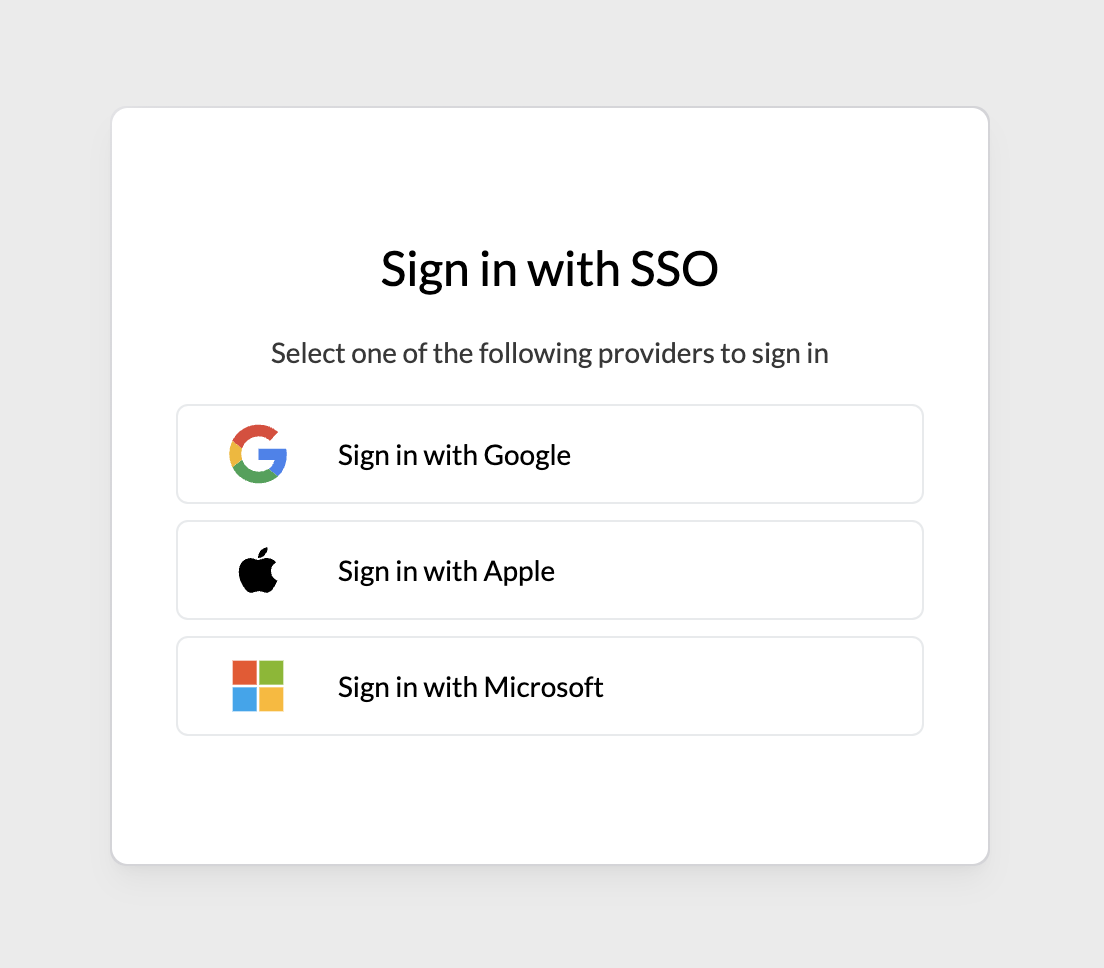 Sign in with SSO
Select one of the following providers to sign in
Sign in with Google
Sign in with Apple
Sign in with Microsoft